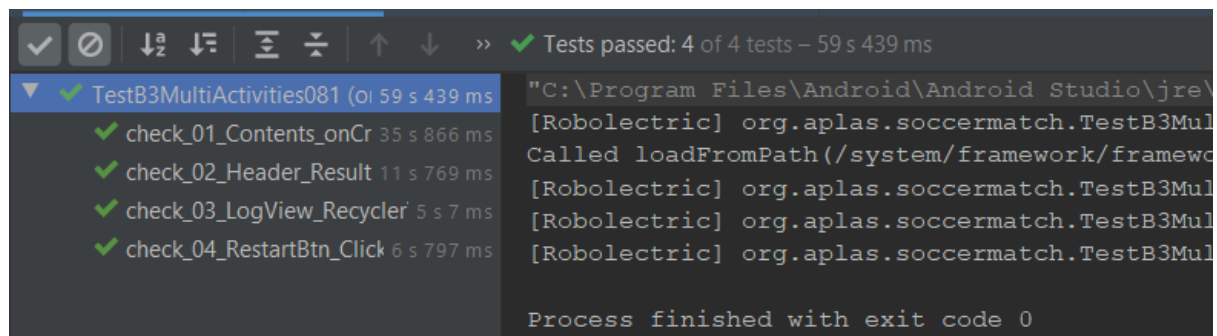 Tests passed: 4 of 4 tests – 59 s 439 ms
TestB3MultiActivities081 (o 59 s 439 ms
check_01_Contents_onCr 35 s 866 ms
check_02_Header_Result 11 s 769 ms
check_03_LogView_Recycler 5 s 7 ms
check_04_RestartBtn_Click 6 s 797 ms
"C:\Program Files\Android\Android Studio\jre\
[Robolectric] org.aplas.soccermatch.TestB3Mul
Called loadFromPath(/system/framework/framewo
[Robolectric] org.aplas.soccermatch.TestB3Mul
[Robolectric] org.aplas.soccermatch.TestB3Mul
[Robolectric] org.aplas.soccermatch.TestB3Mul
Process finished with exit code 0